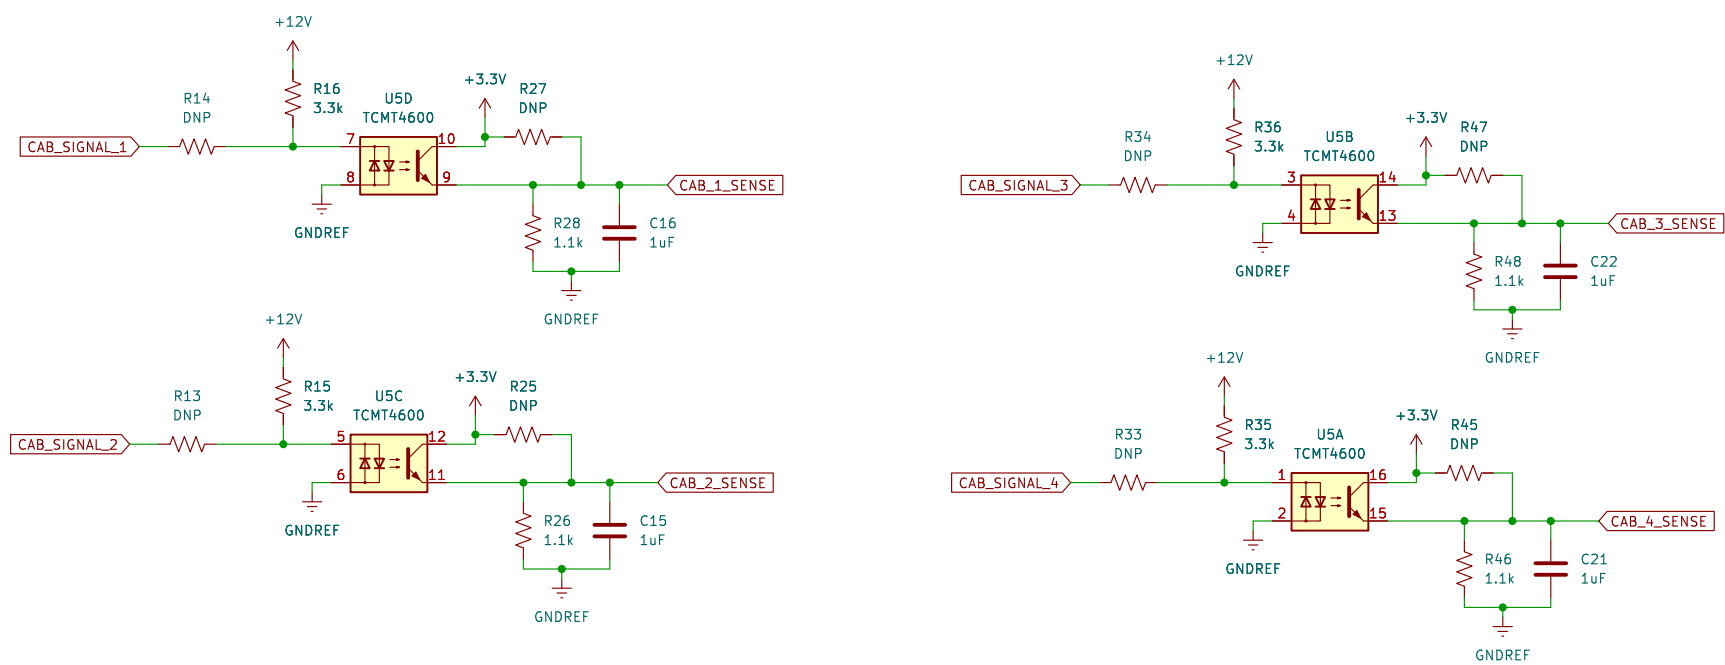 +12V
R16
3.3k
R14
DNP
CAB_SIGNAL_1
U5D
TCMT4600
7
8
10
9
+3.3V
R27
DNP
CAB_1_SENSE
GNDREF
R28
1.1k
C16
1uF
GNDREF
+12V
R15
3.3k
R13
DNP
CAB_SIGNAL_2
U5C
TCMT4600
5
6
12
11
+3.3V
R25
DNP
CAB_2_SENSE
GNDREF
R26
1.1k
C15
1uF
GNDREF
+12V
R36
3.3k
R34
DNP
CAB_SIGNAL_3
U5B
TCMT4600
3
4
14
13
+3.3V
R47
DNP
CAB_3_SENSE
GNDREF
R48
1.1k
C22
1uF
GNDREF
+12V
R35
3.3k
R33
DNP
CAB_SIGNAL_4
U5A
TCMT4600
1
2
16
15
+3.3V
R45
DNP
CAB_4_SENSE
GNDREF
R46
1.1k
C21
1uF
GNDREF